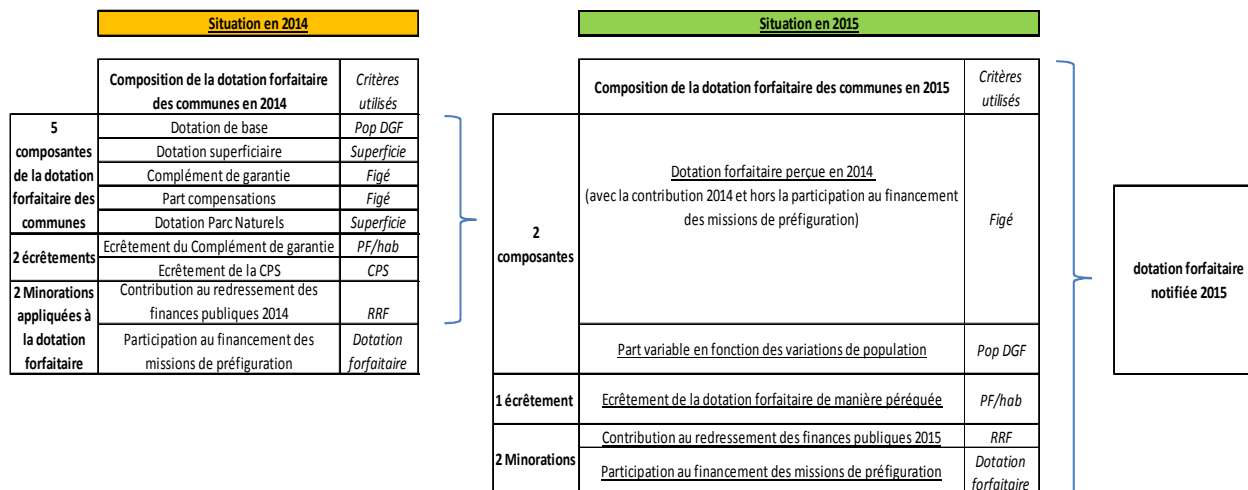 Situation en 2014
Composition de la dotation forfaitaire
des communes en 2014
Critères
utilisés
5
composantes
de la dotation
forfaitaire des
communes
Dotation de base
Pop DGF
Dotation superficiaire
Superficie
Complément de garantie
Figé
Part compensations
Figé
Dotation Parc Naturels
Superficie
2 écrêtements
Ecrêtement du Complément de garantie
PF/hab
Ecrêtement de la CPS
CPS
2 Minorations
appliquées à
la dotation
forfaitaire
Contribution au redressement des
finances publiques 2014
RRF
Participation au financement des
missions de préfiguration
Dotation
forfaitaire
Situation en 2015
Composition de la dotation forfaitaire des communes en 2015
Critères
utilisés
2
composantes
Dotation forfaitaire perçue en 2014
(avec la contribution 2014 et hors la participation au financement
des missions de préfiguration)
Figé
Part variable en fonction des variations de population
Pop DGF
1 écrêtement
Ecrêtement de la dotation forfaitaire de manière péréquée
PF/hab
2 Minorations
Contribution au redressement des finances publiques 2015
RRF
Participation au financement des missions de préfiguration
Dotation
forfaitaire
dotation forfaitaire
notifiée 2015